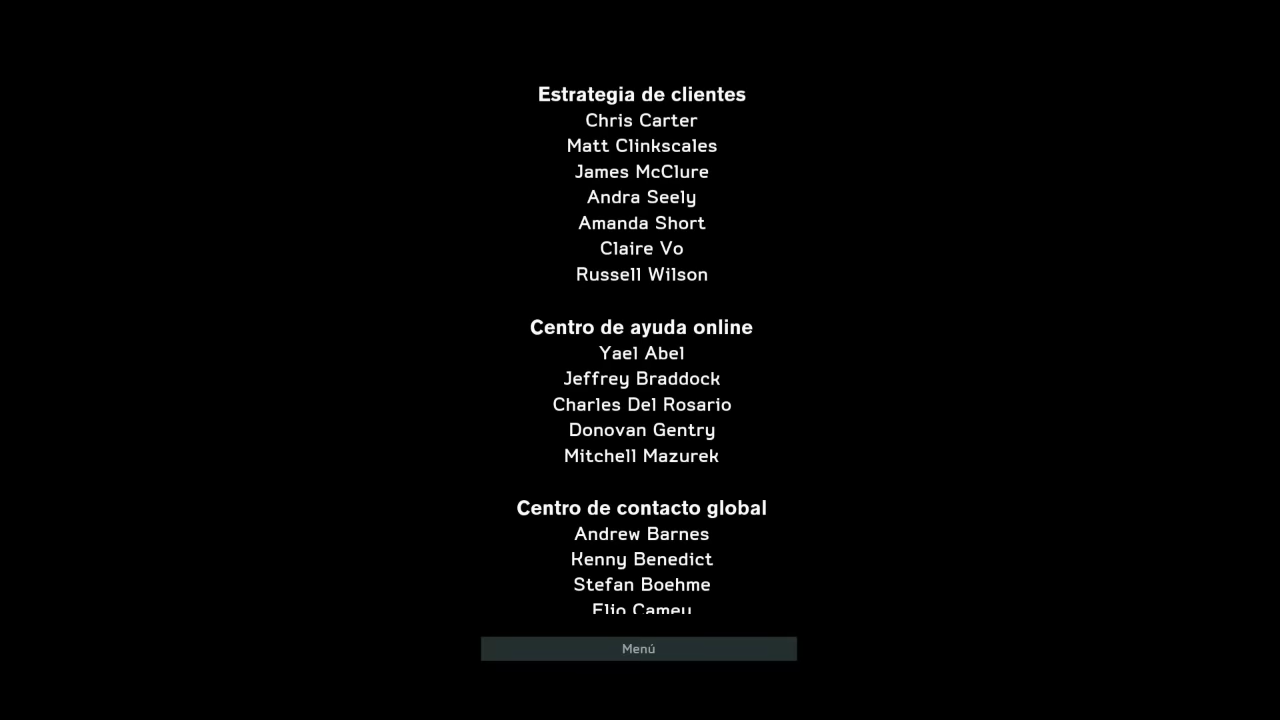 Estrategia de clientes
Chris Carter
Matt Clinkscales
James McClure
Andra Seely
Amanda Short
Claire Vo
Russell Wilson
Centro de ayuda online
Yael Abel
Jeffrey Braddock
Charles Del Rosario
Donovan Gentry
Mitchell Mazurek
Centro de contacto global
Andrew Barnes
Kenny Benedict
Stefan Boehme
Elio Camey
Menú